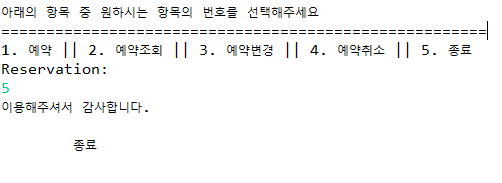 아래의 항목 중 원하시는 항목의 번호를 선택해주세요
======================================================
1. 예약 || 2. 예약조회 || 3. 예약변경 || 4. 예약취소 || 5. 종료
Reservation:
5
이용해주셔서 감사합니다.
종료